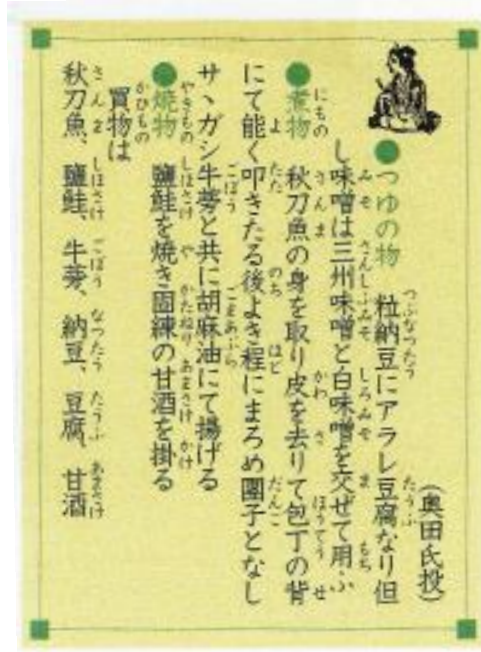 （奥田氏投）
●つゆの物　粒納豆にアラレ豆腐なり但
し味噌は三州味噌と白味噌を交ぜて用ふ
●煮物　秋刀魚の身を取り皮を去りて包丁の背
にて能く叩きたる後よき程にまろめ團子となし
サヽガシ牛蒡と共に胡麻油にて揚げる
●焼物　鹽鮭を焼き固練の甘酒を掛る
買物は
秋刀魚、鹽鮭、牛蒡、納豆、豆腐、甘酒